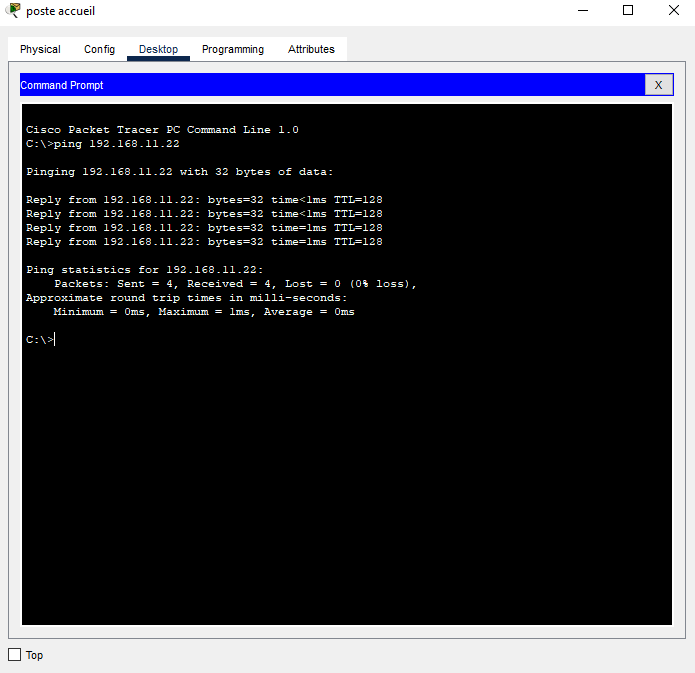 poste accueil
Physical Config Desktop Programming Attributes
Command Prompt X
Cisco Packet Tracer PC Command Line 1.0
C:\>ping 192.168.11.22
Pinging 192.168.11.22 with 32 bytes of data:
Reply from 192.168.11.22: bytes=32 time<1ms TTL=128
Reply from 192.168.11.22: bytes=32 time<1ms TTL=128
Reply from 192.168.11.22: bytes=32 time=1ms TTL=128
Reply from 192.168.11.22: bytes=32 time=1ms TTL=128
Ping statistics for 192.168.11.22:
Packets: Sent = 4, Received = 4, Lost = 0 (0% loss),
Approximate round trip times in milli-seconds:
Minimum = 0ms, Maximum = 1ms, Average = 0ms
C:\>
Top